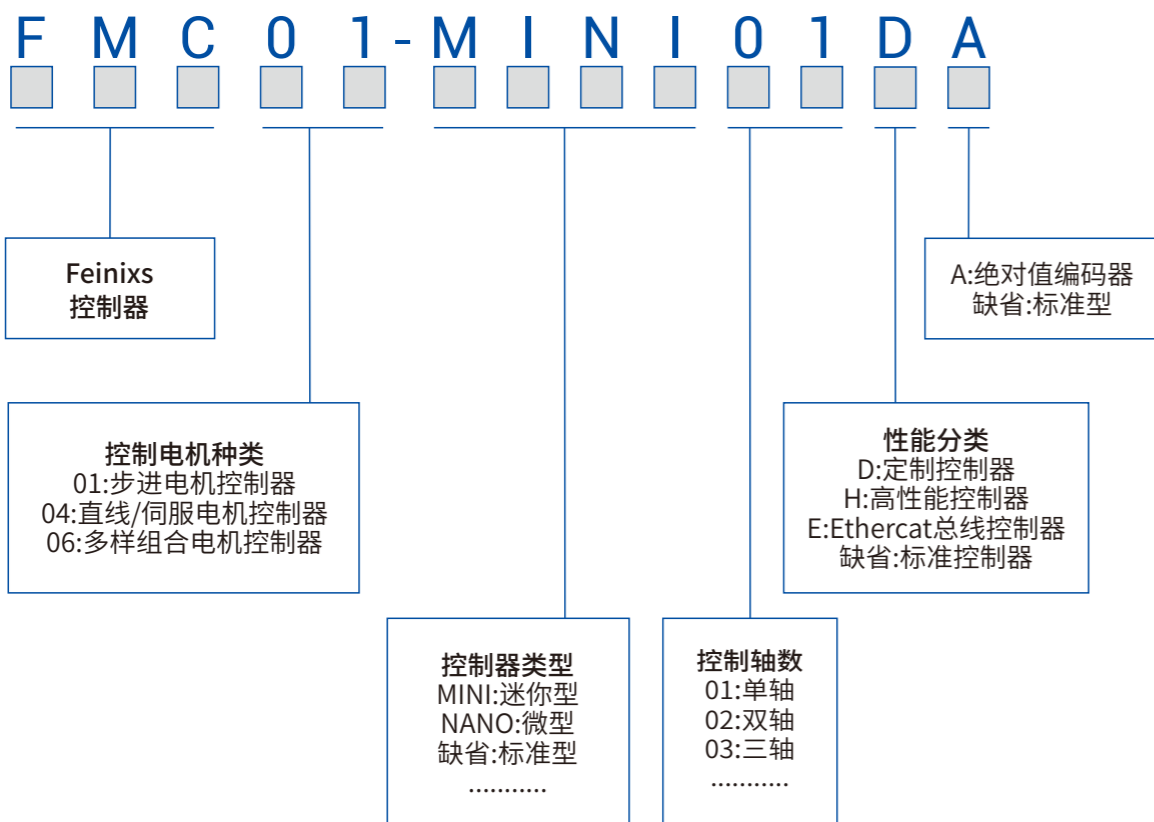 FMC01-MINI01DA
Feinixs
控制器
A:绝对值编码器
缺省:标准型
控制电机种类
01:步进电机控制器
04:直线/伺服电机控制器
06:多样组合电机控制器
性能分类
D:定制控制器
H:高性能控制器
E:Ethercat总线控制器
缺省:标准控制器
控制器类型
MINI:迷你型
NANO:微型
缺省:标准型
...........
控制轴数
01:单轴
02:双轴
03:三轴
...........